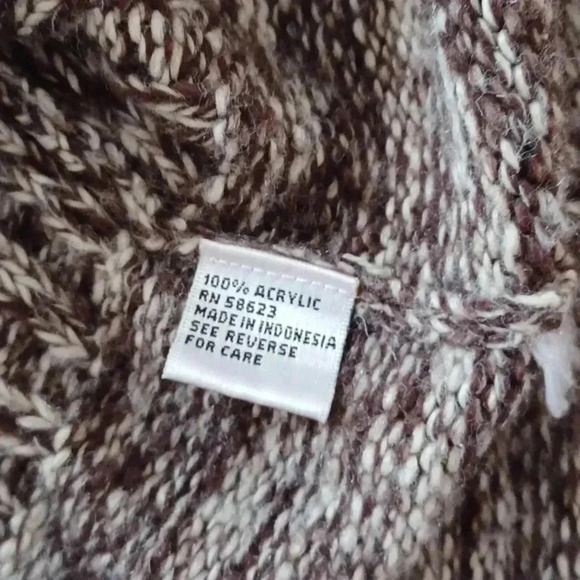 100% ACRYLIC
RN 58623
MADE IN INDONESIA
SEE REVERSE
FOR CARE